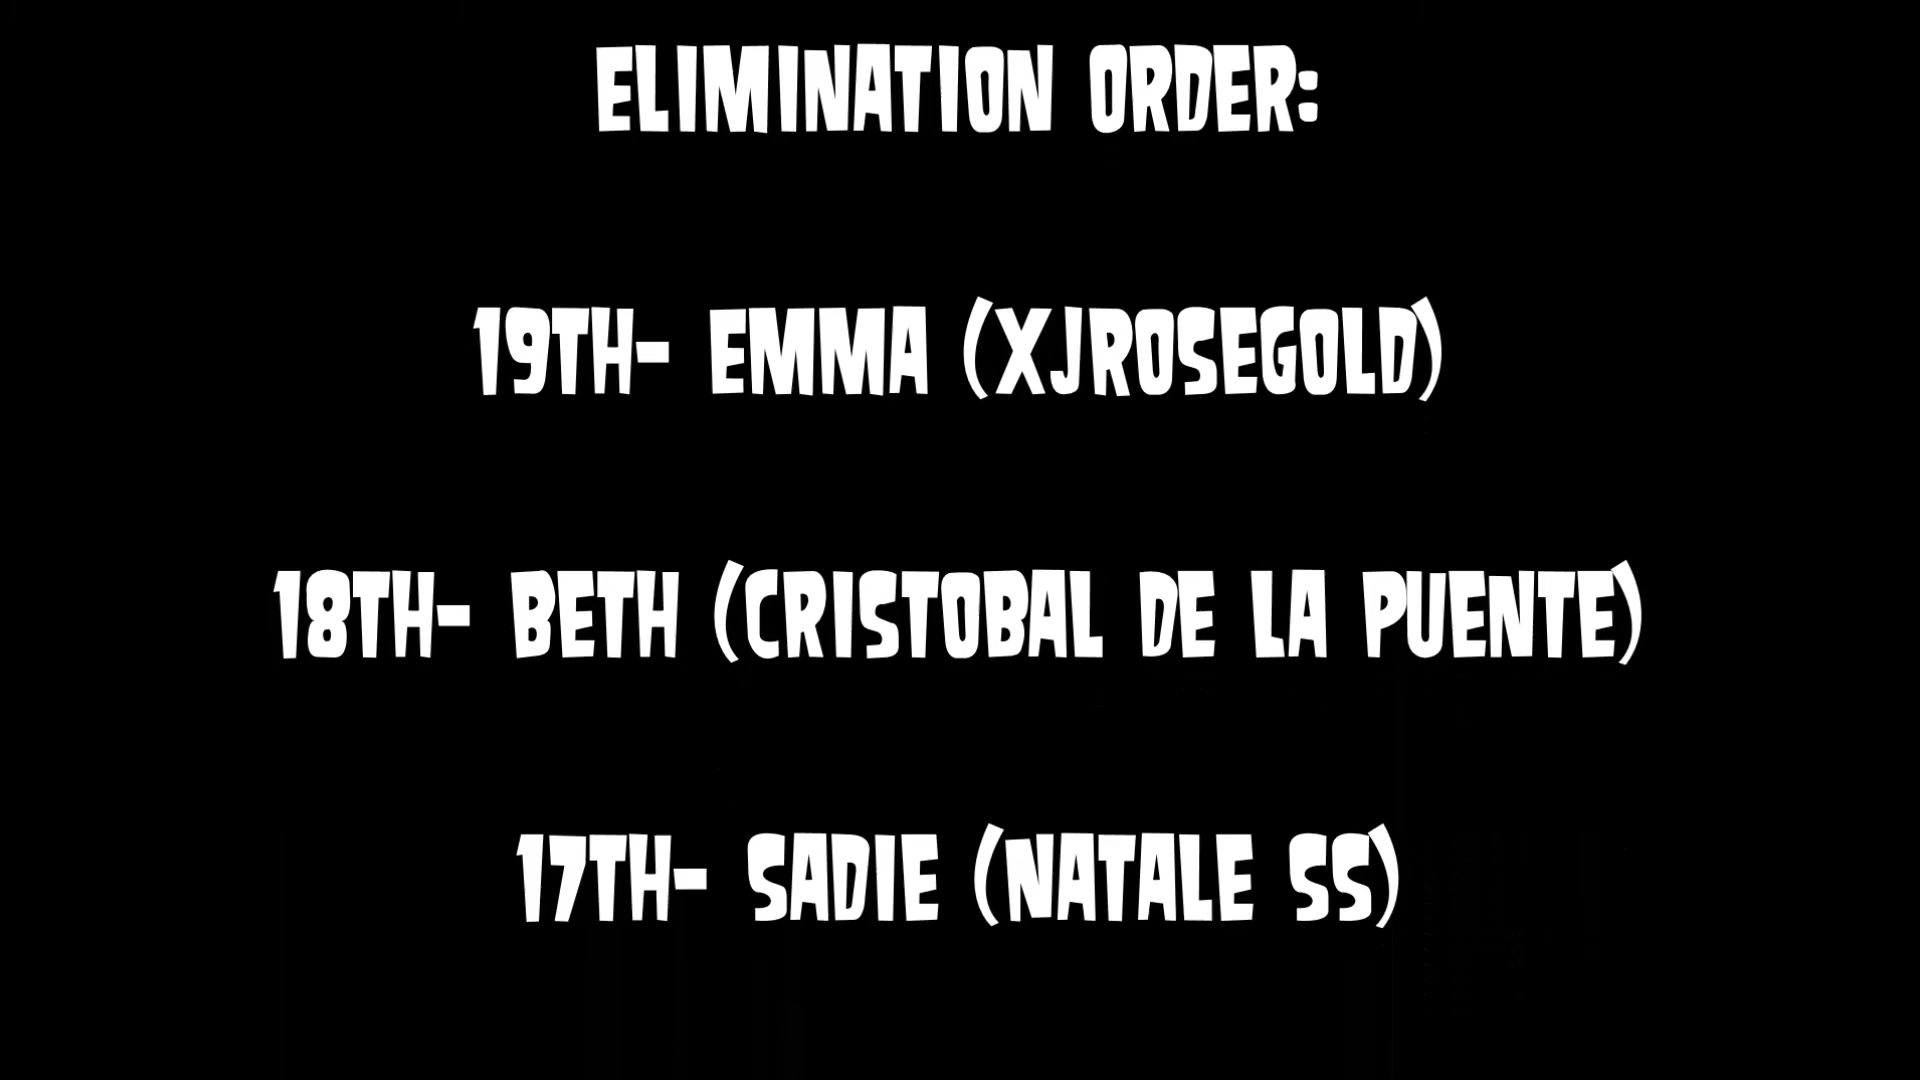 ELIMINATION ORDER:
19TH- EMMA (XJROSEGOLD)
18TH- BETH (CRISTOBAL DE LA PUENTE)
17TH- SADIE (NATALE SS)